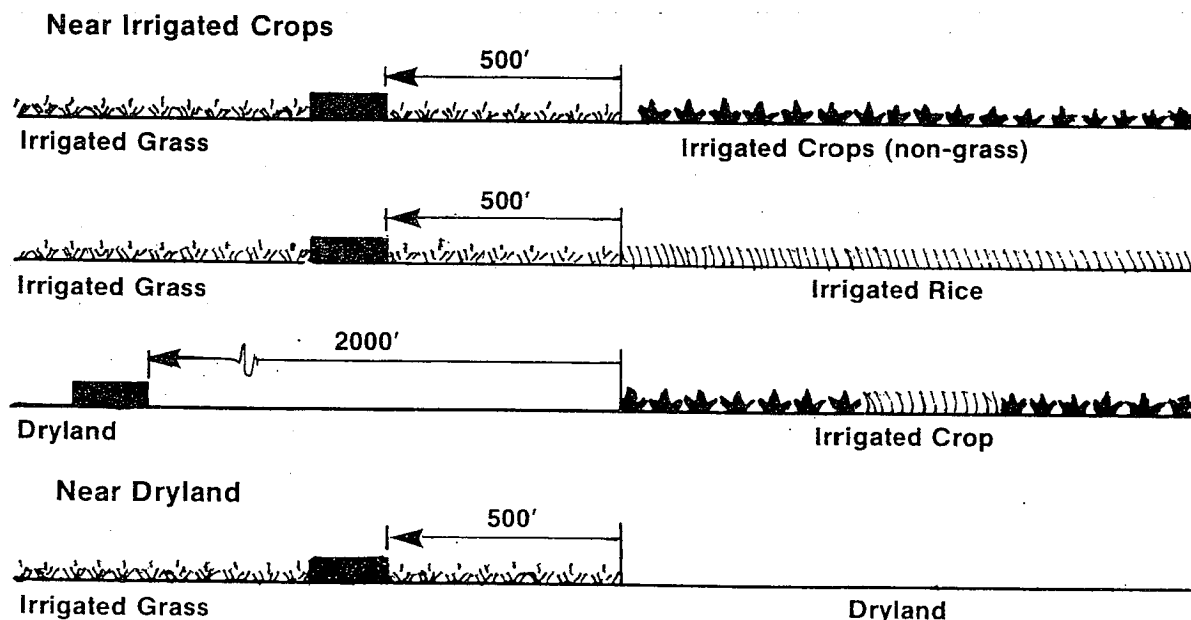 Near Irrigated Crops
500'
Irrigated Grass
Irrigated Crops (non-grass)
500'
Irrigated Grass
Irrigated Rice
2000'
Dryland
Irrigated Crop
Near Dryland
500'
Irrigated Grass
Dryland